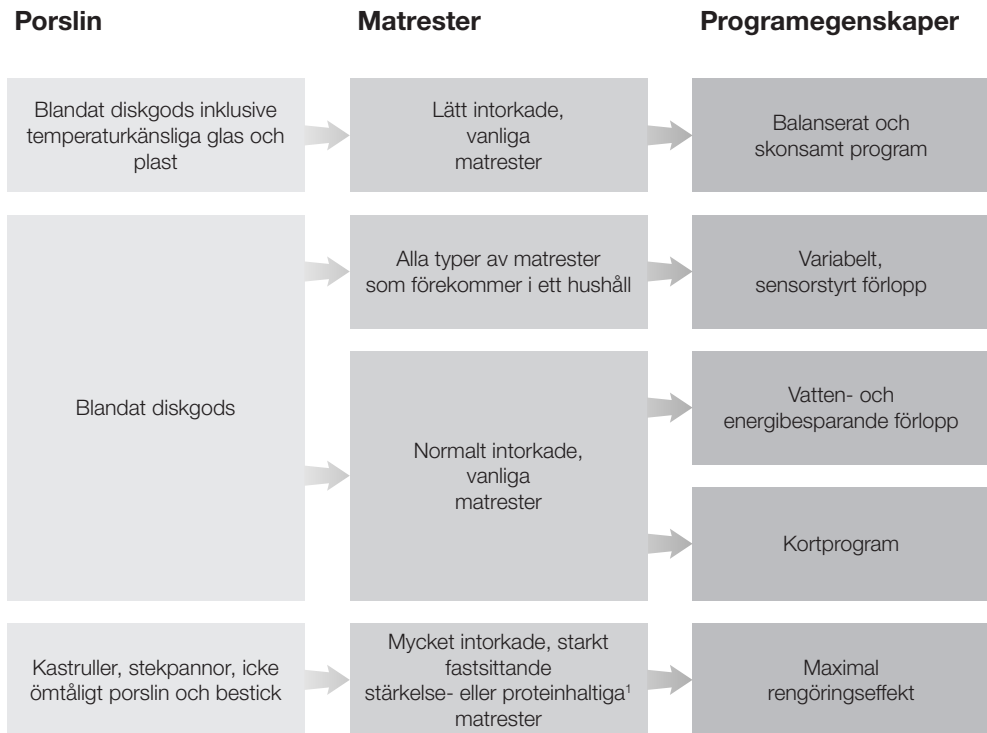 Porslin
Matrester
Programegenskaper
Blandat diskgods inklusive
temperaturkänsliga glas och
plast
Lätt intorkade,
vanliga
matrester
Balanserat och
skonsamt program
Blandat diskgods
Alla typer av matrester
som förekommer i ett hushåll
Variabelt,
sensorstyrt förlopp
Normalt intorkade,
vanliga
matrester
Vatten- och
energibesparande förlopp
Kortprogram
Kastruller, stekpannor, icke
ömtåligt porslin och bestick
Mycket intorkade, starkt
fastsittande
stärkelse- eller proteinhaltiga¹
matrester
Maximal
rengöringseffekt